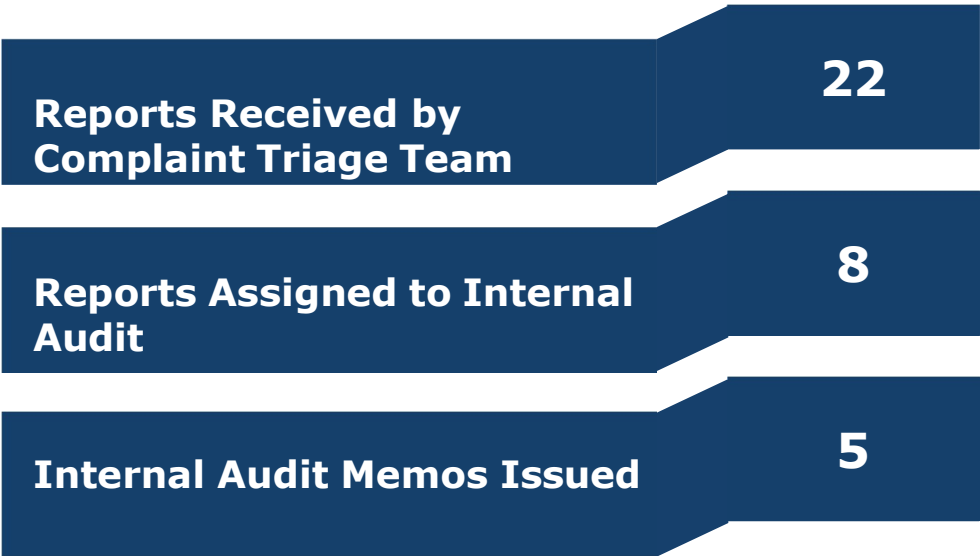 22
Reports Received by
Complaint Triage Team
8
Reports Assigned to Internal
Audit
5
Internal Audit Memos Issued